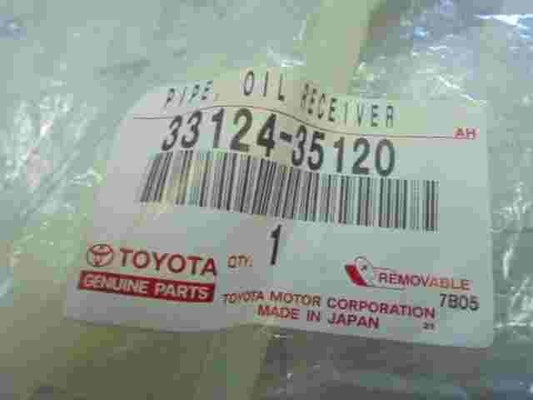 PIPE, OIL RECEIVER
AH
33124-35120
TOYOTA QTY. 1
GENUINE PARTS
REMOVABLE
7B05
TOYOTA MOTOR CORPORATION
MADE IN JAPAN